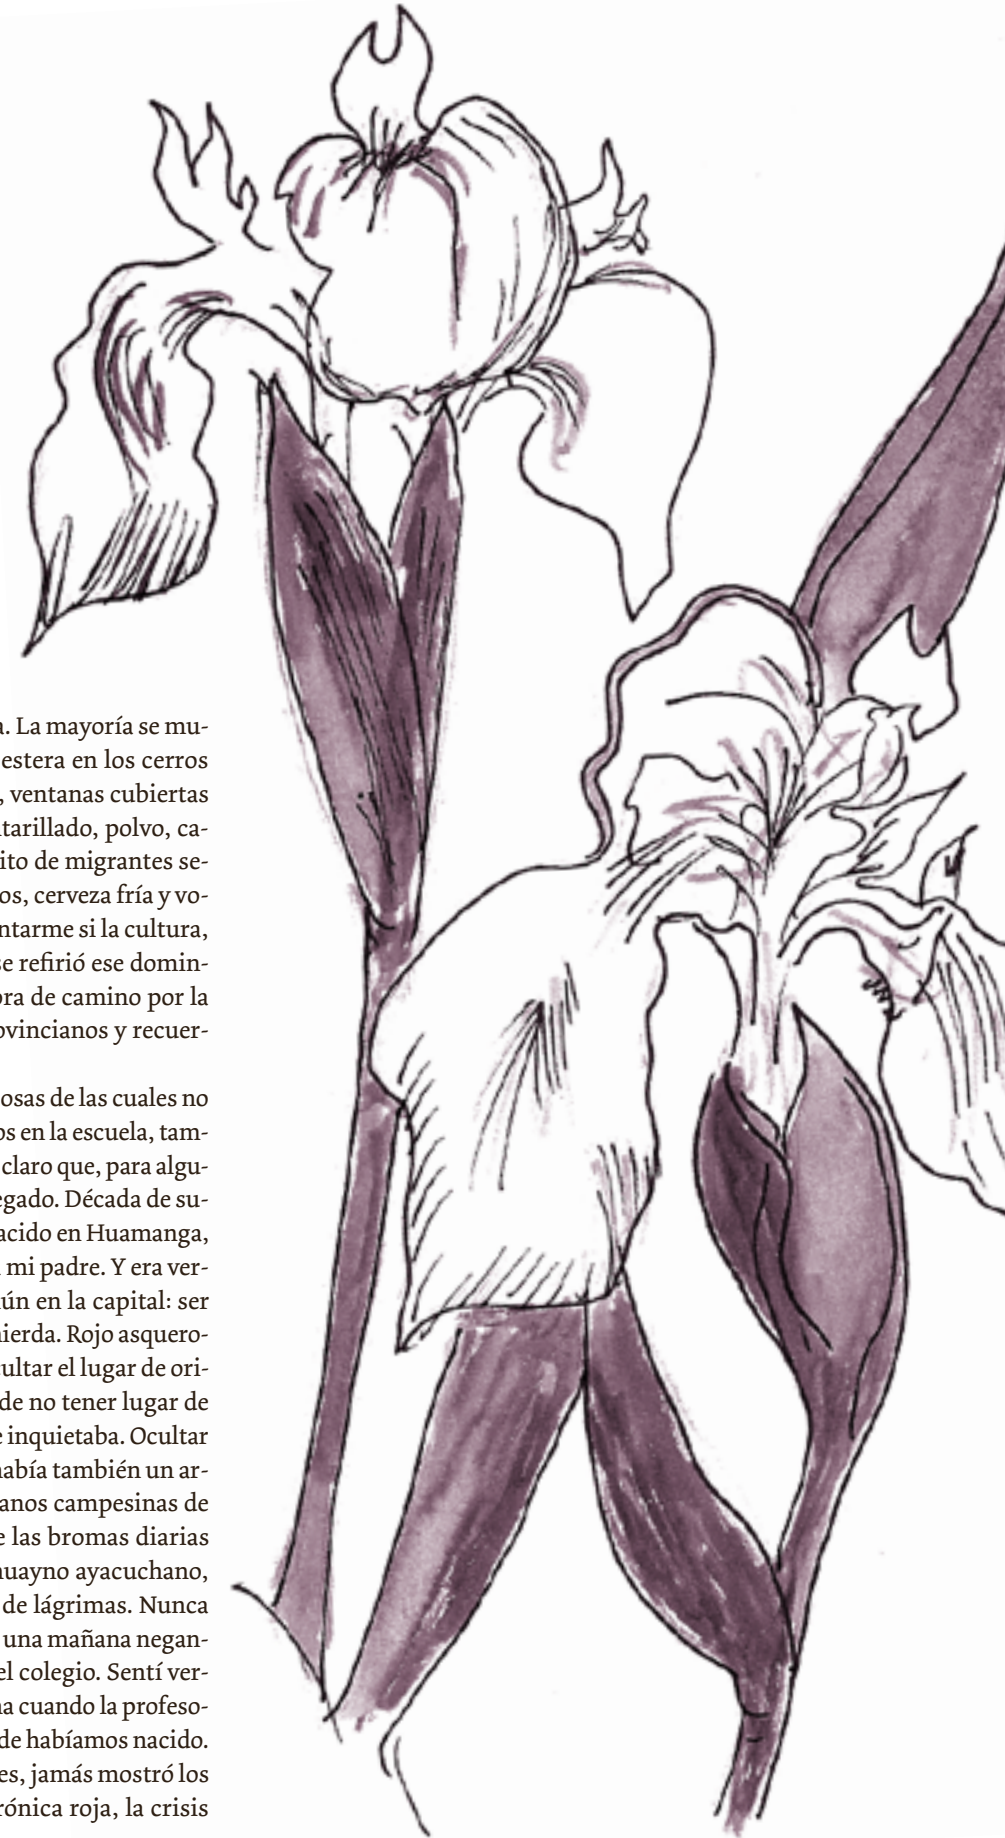 a. La mayoría se mu-
estera en los cerros
, ventanas cubiertas
tarillado, polvo, ca-
ito de migrantes se-
os, cerveza fría y vo-
ntarme si la cultura,
se refirió ese domin-
ora de camino por la
ovincianos y recuer-
osas de las cuales no
os en la escuela, tam-
claro que, para algu-
egado. Década de su-
acido en Huamanga,
mi padre. Y era ver-
ún en la capital: ser
ierda. Rojo asquero-
cultar el lugar de ori-
de no tener lugar de
e inquietaba. Ocultar
había también un ar-
anos campesinas de
e las bromas diarias
huayno ayacuchano,
de lágrimas. Nunca
una mañana negan-
el colegio. Sentí ver-
na cuando la profeso-
de habíamos nacido.
es, jamás mostró los
rónica roja, la crisis